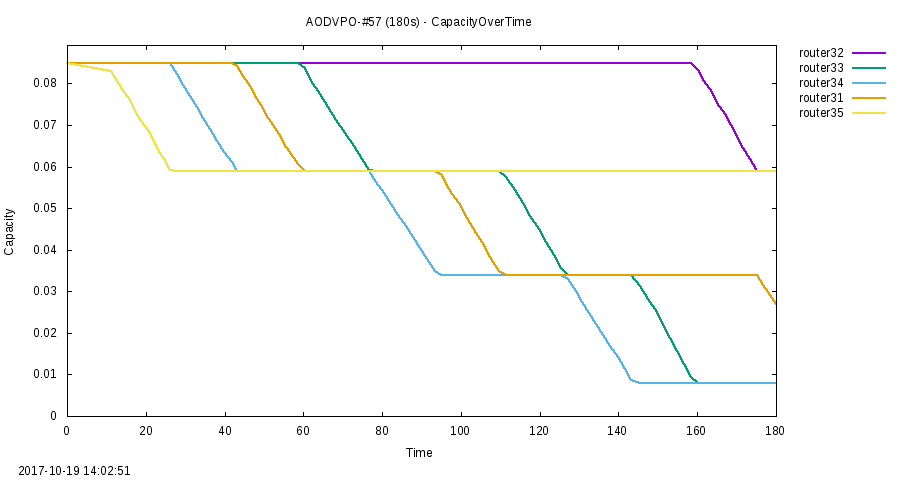 AODVPO-#57 (180s) - CapacityOverTime
router32
router33
router34
router31
router35
0.08
0.07
0.06
0.05
0.04
0.03
0.02
0.01
0
Capacity
0 20 40 60 80 100 120 140 160 180
Time
2017-10-19 14:02:51